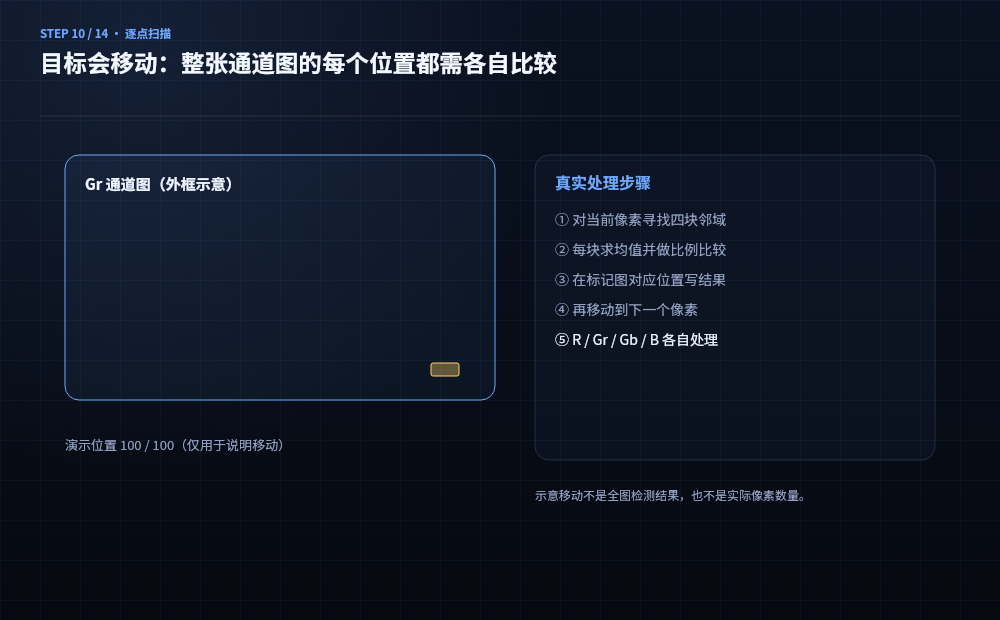 STEP 10 / 14 • 逐点扫描
目标会移动：整张通道图的每个位置都需各自比较
Gr 通道图（外框示意）
演示位置 100 / 100（仅用于说明移动）
真实处理步骤
① 对当前像素寻找四块邻域
② 每块求均值并做比例比较
③ 在标记图对应位置写结果
④ 再移动到下一个像素
⑤ R / Gr / Gb / B 各自处理
示意移动不是全图检测结果，也不是实际像素数量。